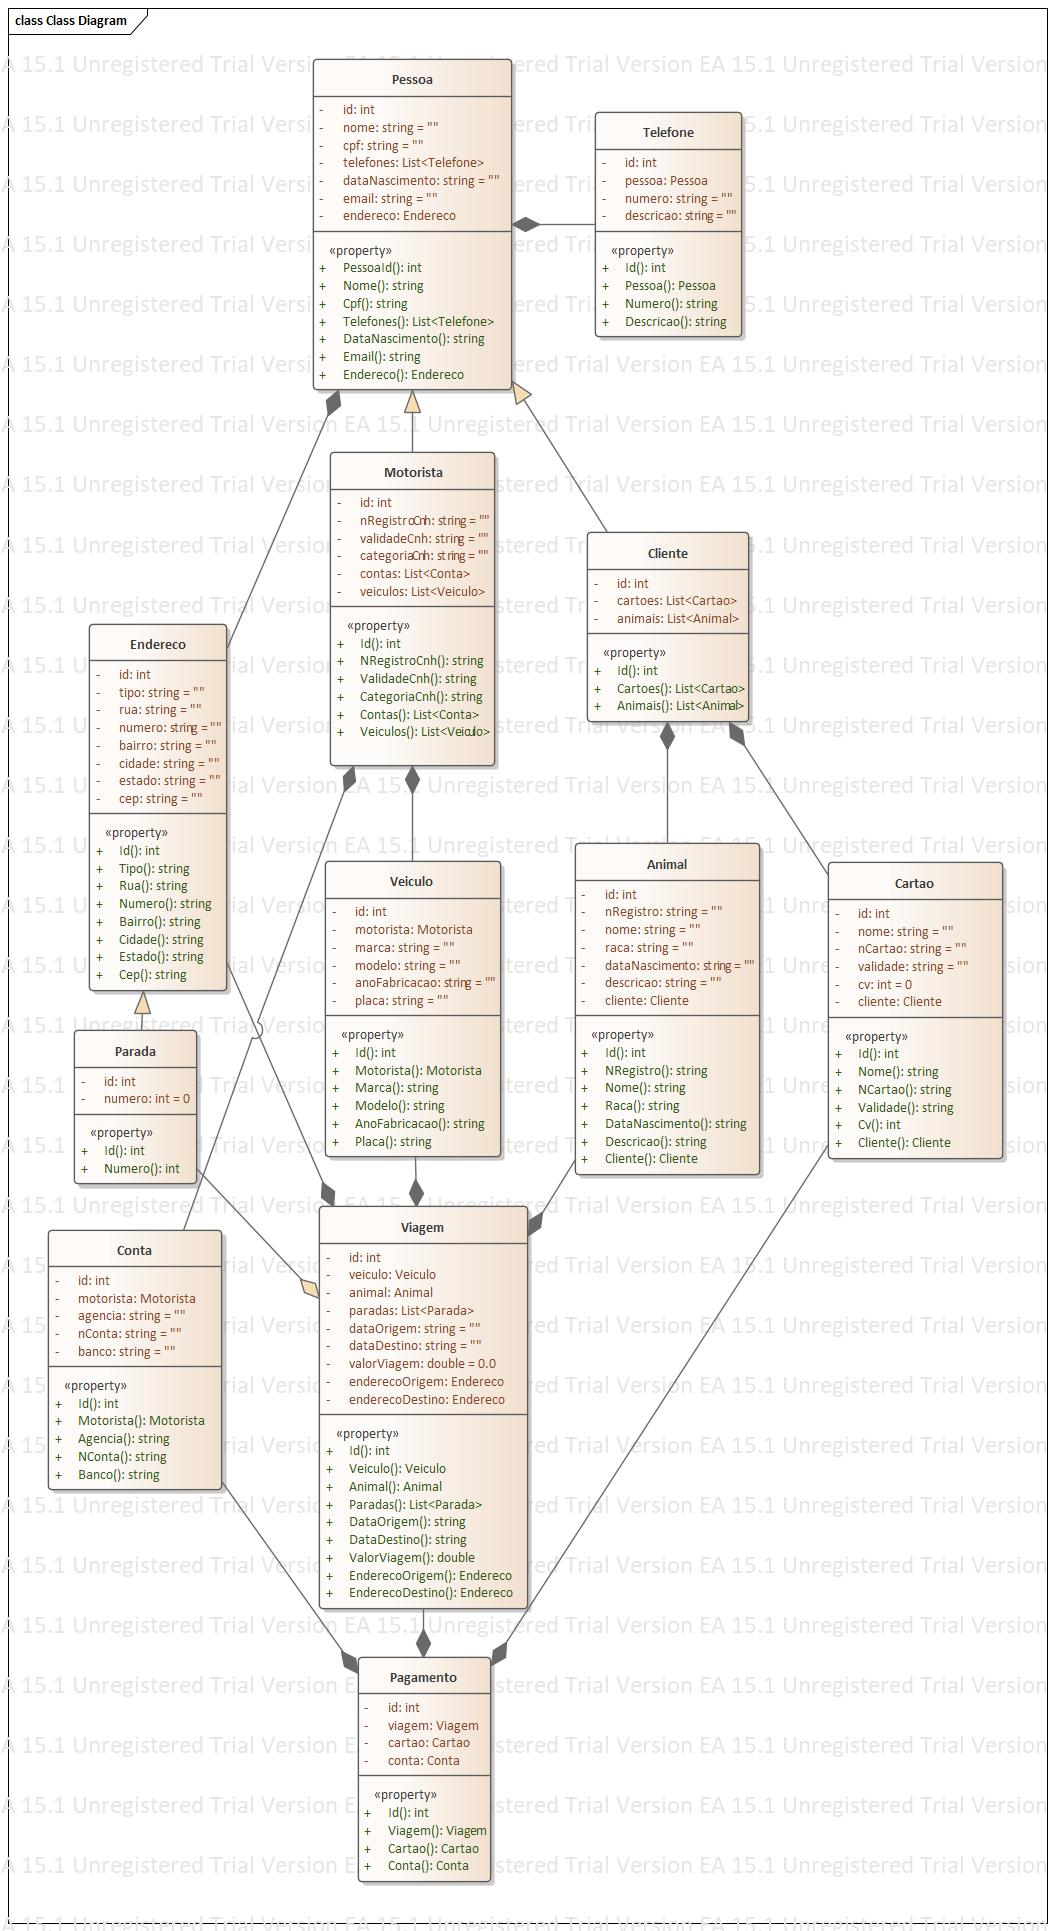 class Class Diagram
Pessoa
- id: int
- nome: string = ""
- cpf: string = ""
- telefones: List<Telefone>
- dataNascimento: string = ""
- email: string = ""
- endereco: Endereco
«property»
+ PessoaId(): int
+ Nome(): string
+ Cpf(): string
+ Telefones(): List<Telefone>
+ DataNascimento(): string
+ Email(): string
+ Endereco(): Endereco
Telefone
- id: int
- pessoa: Pessoa
- numero: string = ""
- descricao: string = ""
«property»
+ Id(): int
+ Pessoa(): Pessoa
+ Numero(): string
+ Descricao(): string
Motorista
- id: int
- nRegistroCnh: string = ""
- validadeCnh: string = ""
- categoriaCnh: string = ""
- contas: List<Conta>
- veiculos: List<Veiculo>
«property»
+ Id(): int
+ NRegistroCnh(): string
+ ValidadeCnh(): string
+ CategoriaCnh(): string
+ Contas(): List<Conta>
+ Veiculos(): List<Veiculo>
Cliente
- id: int
- cartoes: List<Cartao>
- animais: List<Animal>
«property»
+ Id(): int
+ Cartoes(): List<Cartao>
+ Animais(): List<Animal>
Endereco
- id: int
- tipo: string = ""
- rua: string = ""
- numero: string = ""
- bairro: string = ""
- cidade: string = ""
- estado: string = ""
- cep: string = ""
«property»
+ Id(): int
+ Tipo(): string
+ Rua(): string
+ Numero(): string
+ Bairro(): string
+ Cidade(): string
+ Estado(): string
+ Cep(): string
Veiculo
- id: int
- motorista: Motorista
- marca: string = ""
- modelo: string = ""
- anoFabricacao: string = ""
- placa: string = ""
«property»
+ Id(): int
+ Motorista(): Motorista
+ Marca(): string
+ Modelo(): string
+ AnoFabricacao(): string
+ Placa(): string
Animal
- id: int
- nRegistro: string = ""
- nome: string = ""
- raca: string = ""
- dataNascimento: string = ""
- descricao: string = ""
- cliente: Cliente
«property»
+ Id(): int
+ NRegistro(): string
+ Nome(): string
+ Raca(): string
+ DataNascimento(): string
+ Descricao(): string
+ Cliente(): Cliente
Cartao
- id: int
- nome: string = ""
- nCartao: string = ""
- validade: string = ""
- cv: int = 0
- cliente: Cliente
«property»
+ Id(): int
+ Nome(): string
+ NCartao(): string
+ Validade(): string
+ Cv(): int
+ Cliente(): Cliente
Parada
- id: int
- numero: int = 0
«property»
+ Id(): int
+ Numero(): int
Conta
- id: int
- motorista: Motorista
- agencia: string = ""
- nConta: string = ""
- banco: string = ""
«property»
+ Id(): int
+ Motorista(): Motorista
+ Agencia(): string
+ NConta(): string
+ Banco(): string
Viagem
- id: int
- veiculo: Veiculo
- animal: Animal
- paradas: List<Parada>
- dataOrigem: string = ""
- dataDestino: string = ""
- valorViagem: double = 0.0
- enderecoOrigem: Endereco
- enderecoDestino: Endereco
«property»
+ Id(): int
+ Veiculo(): Veiculo
+ Animal(): Animal
+ Paradas(): List<Parada>
+ DataOrigem(): string
+ DataDestino(): string
+ ValorViagem(): double
+ EnderecoOrigem(): Endereco
+ EnderecoDestino(): Endereco
Pagamento
- id: int
- viagem: Viagem
- cartao: Cartao
- conta: Conta
«property»
+ Id(): int
+ Viagem(): Viagem
+ Cartao(): Cartao
+ Conta(): Conta